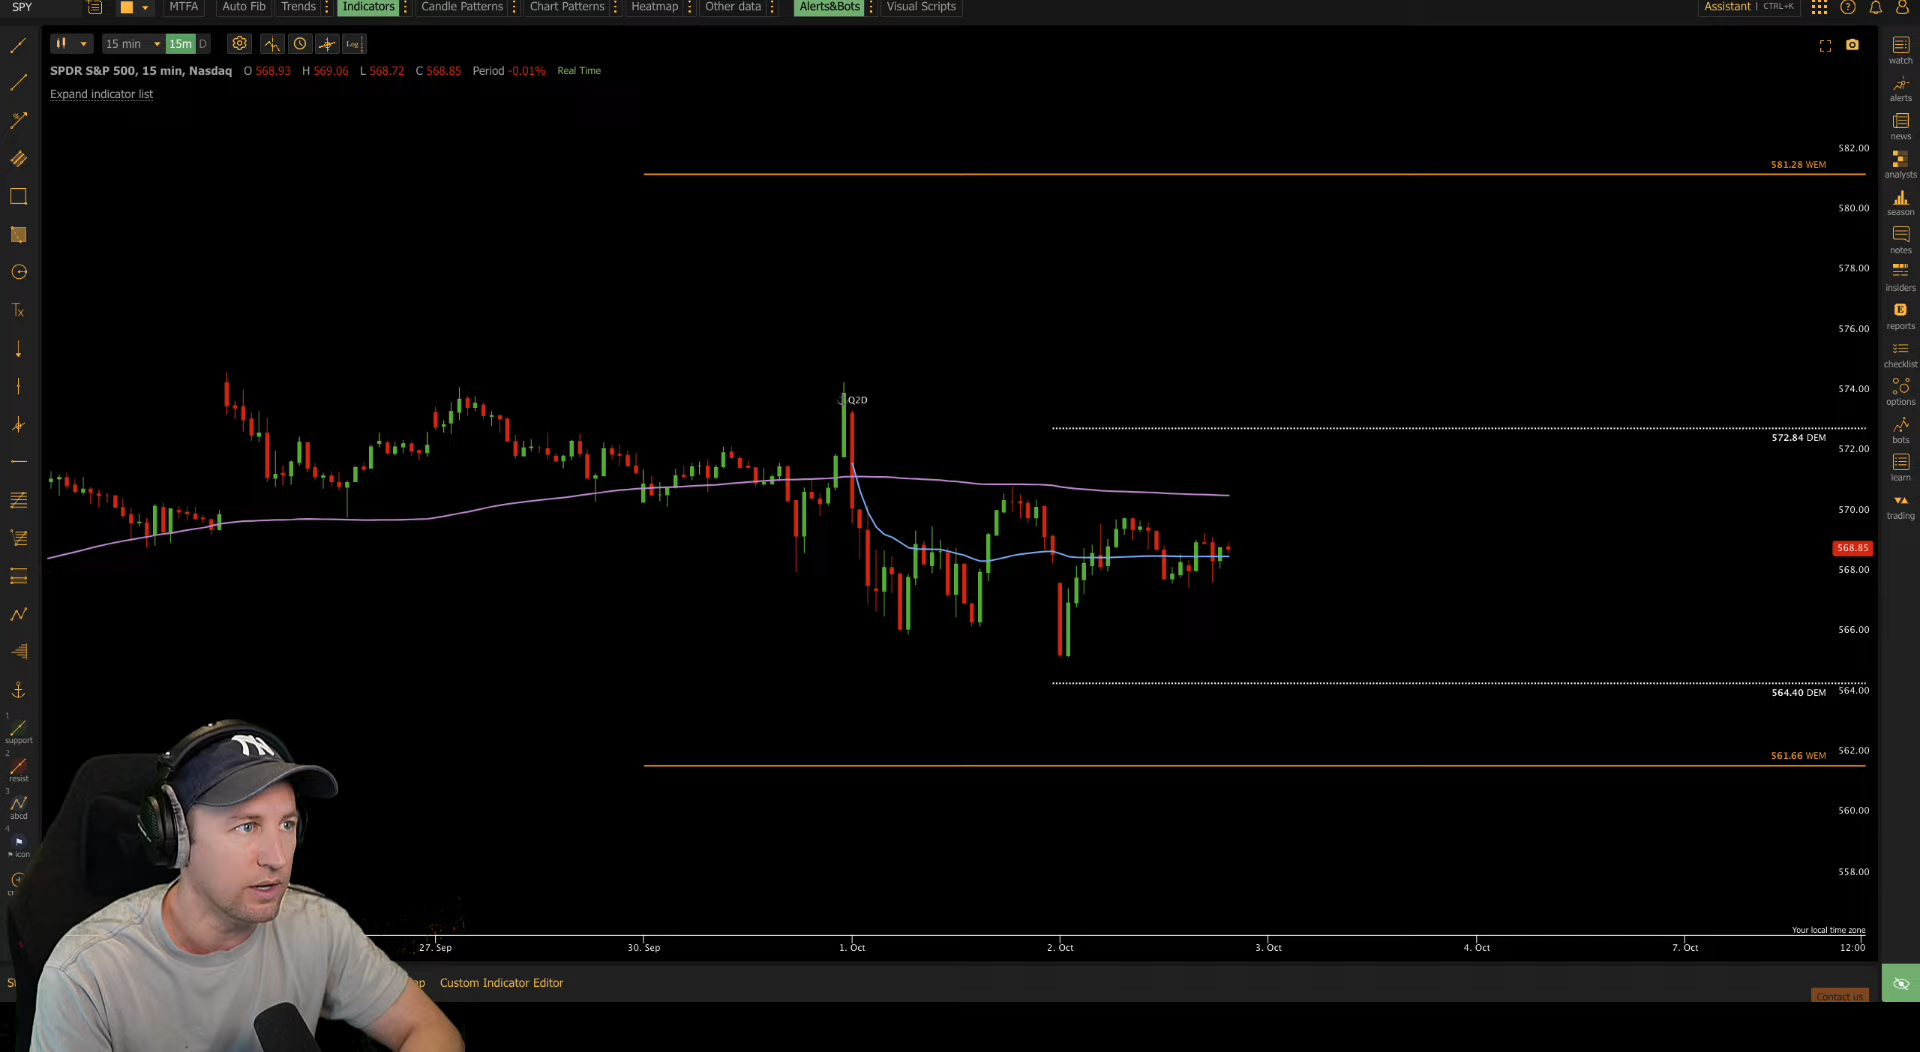 SPY MTFA Auto Fib Trends Indicators Candle Patterns Chart Patterns Heatmap Other data Alerts&Bots Visual Scripts Assistant CTRL+K
15 min 15m D Log
SPDR S&P 500, 15 min, Nasdaq O 568.93 H 569.06 L 568.72 C 568.85 Period -0.01% Real Time
Expand indicator list
watch
alerts
news
analysts
season
notes
insiders
reports
checklist
options
bots
learn
trading
582.00
581.28 WEM
580.00
578.00
576.00
574.00
Q2D
572.84 DEM
572.00
570.00
568.85
568.00
566.00
564.00
564.40 DEM
562.00
561.66 WEM
560.00
558.00
Tx
1
support
2
resist
3
abcd
4
icon
Your local time zone
27. Sep 30. Sep 1. Oct 2. Oct 3. Oct 4. Oct 7. Oct 12:00
Custom Indicator Editor
Contact us